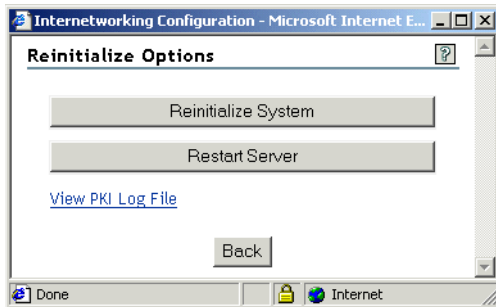 Internetworking Configuration - Microsoft Internet E...
Reinitialize Options
?
Reinitialize System
Restart Server
View PKI Log File
Back
Done
Internet